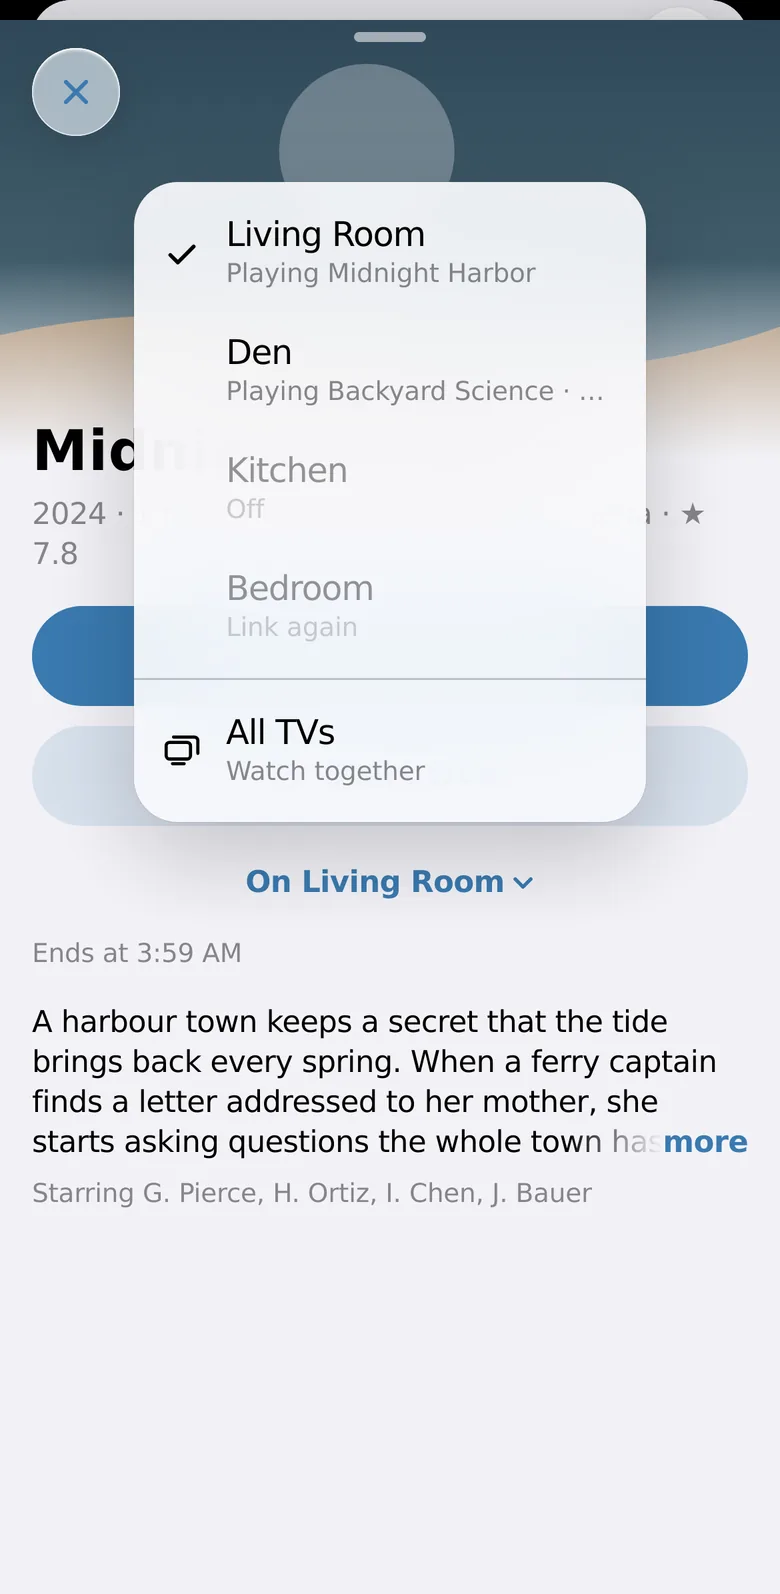 Living Room
Playing Midnight Harbor
Den
Playing Backyard Science · …
Kitchen
Off
Bedroom
Link again
All TVs
Watch together
2024 ·
· ★
7.8
On Living Room
Ends at 3:59 AM
A harbour town keeps a secret that the tide
brings back every spring. When a ferry captain
finds a letter addressed to her mother, she
starts asking questions the whole town has more
Starring G. Pierce, H. Ortiz, I. Chen, J. Bauer